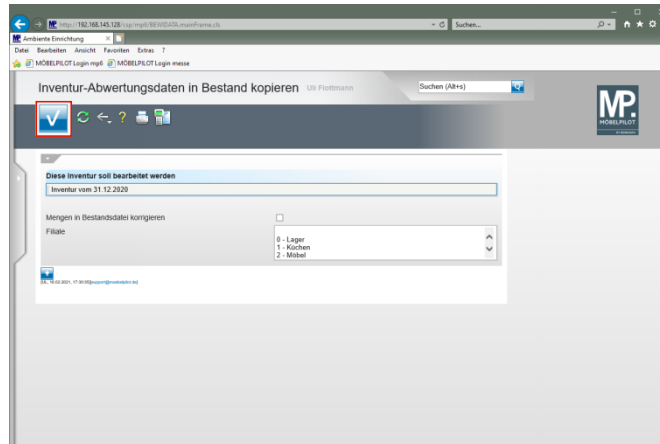 http://192.168.145.128/csp/mp6/BEWIDATA.mainFrame.cls
Suchen...
Ambiente Einrichtung
Datei Bearbeiten Ansicht Favoriten Extras ?
MÖBELPILOT Login mp6 MÖBELPILOT Login messe
Inventur-Abwertungsdaten in Bestand kopieren Uli Flottmann
Suchen (Alt+s)
MP.
MÖBELPILOT
Diese Inventur soll bearbeitet werden
Inventur vom 31.12.2020
Mengen in Bestandsdatei korrigieren
Filiale
0 - Lager
1 - Küchen
2 - Möbel